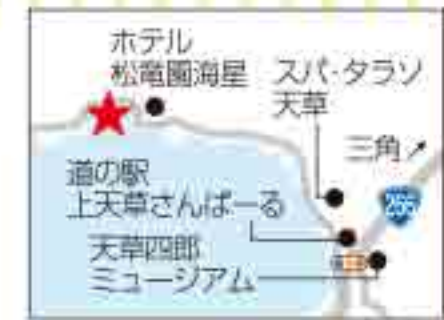 ホテル
松竜園海星
スパ・タラソ
天草
三角
道の駅
上天草さんぱーる
天草四郎
ミュージアム